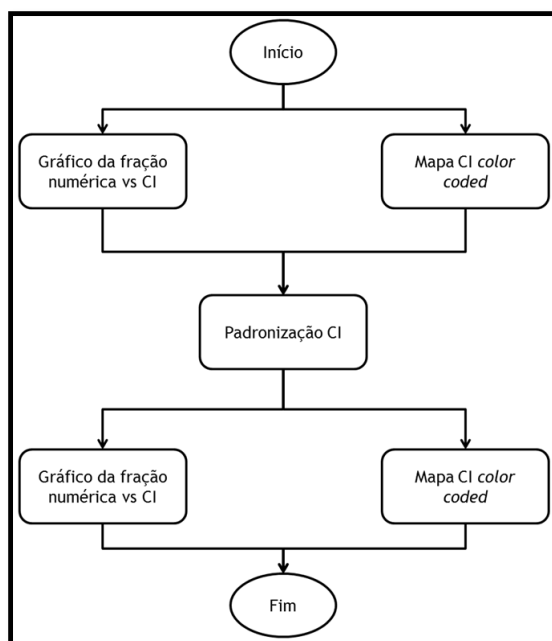 Início
Gráfico da fração
numérica vs CI
Mapa CI color
coded
Padronização CI
Gráfico da fração
numérica vs CI
Mapa CI color
coded
Fim